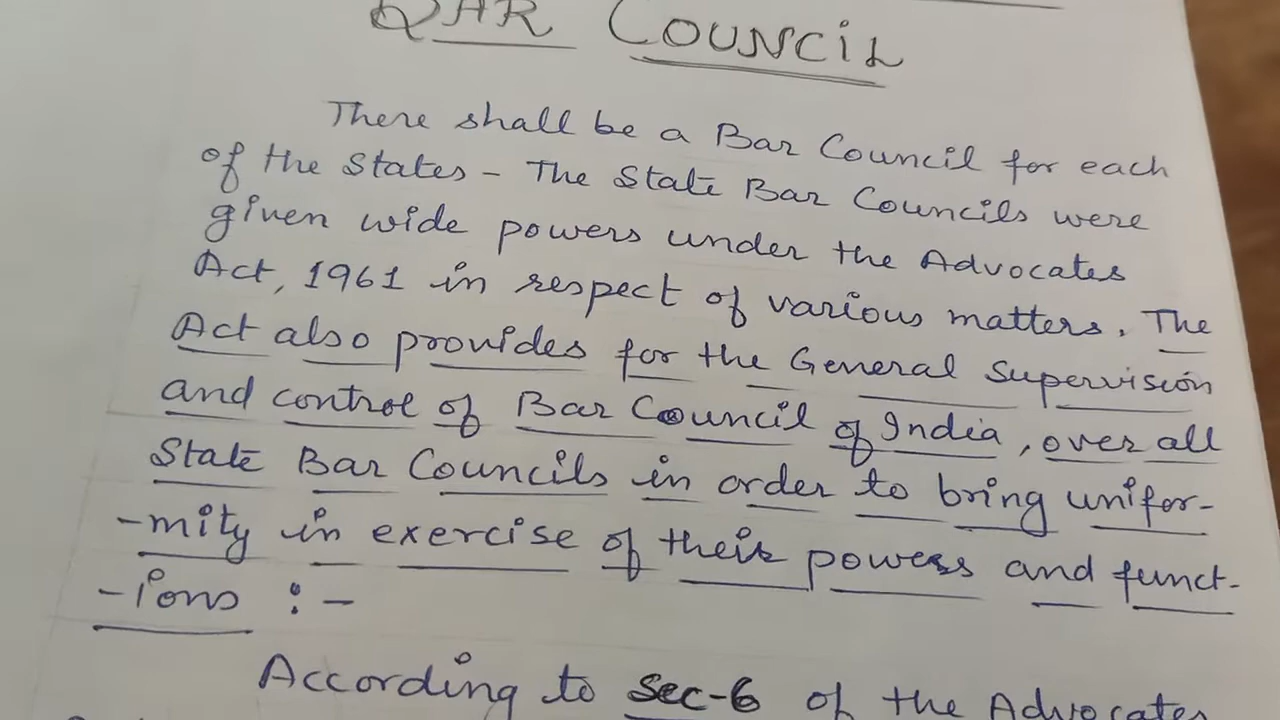 BAR COUNCIL
There shall be a Bar Council for each
of the States - The State Bar Councils were
given wide powers under the Advocates
Act, 1961 in respect of various matters. The
Act also provides for the General Supervision
and control of Bar Council of India, over all
State Bar Councils in order to bring unifor-
-mity in exercise of their powers and funct-
-ions :-
According to Sec-6 of the Advocates